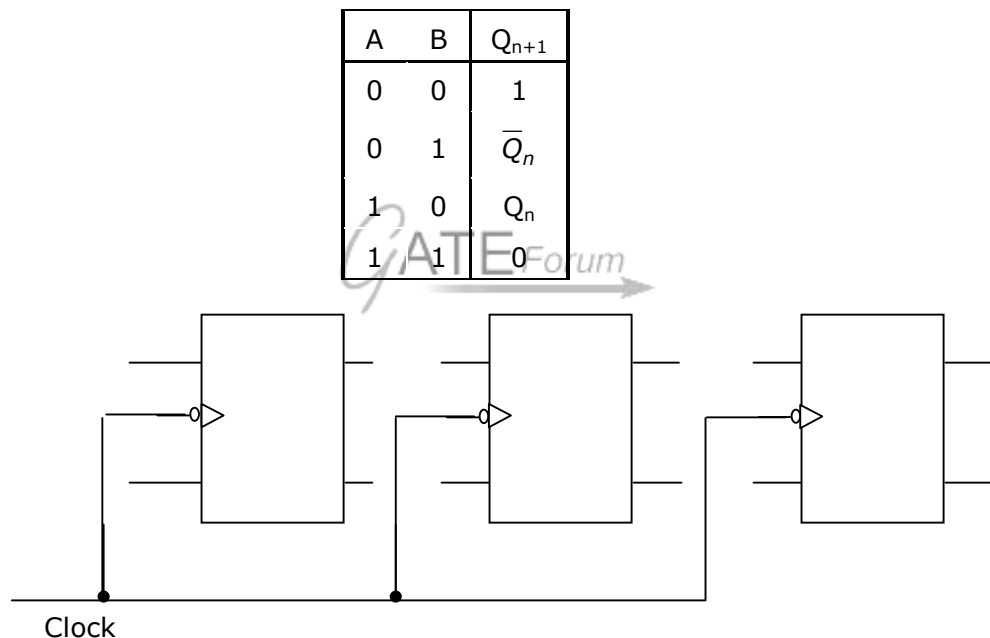 A B Qₙ₊₁
0 0 1
0 1 Q̅ₙ
1 0 Qₙ
1 1 0
GATE Forum
Clock